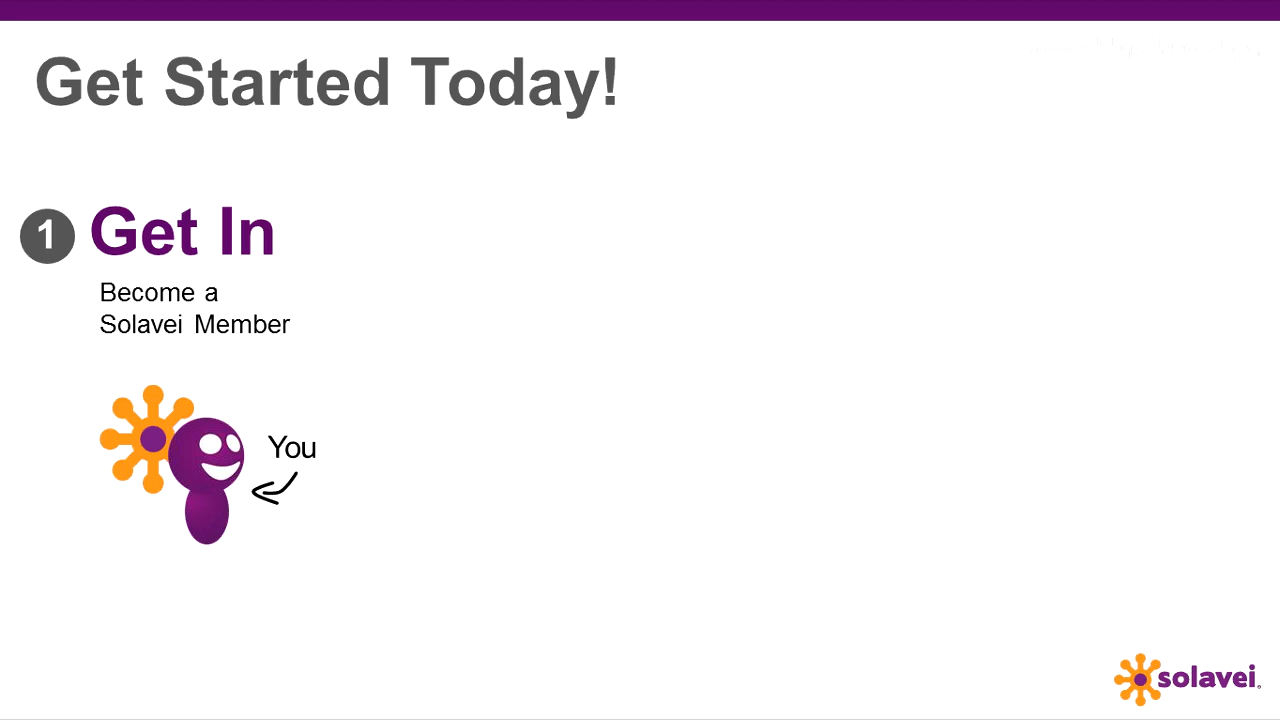 Get Started Today!
1 Get In
Become a
Solavei Member
You
solavei